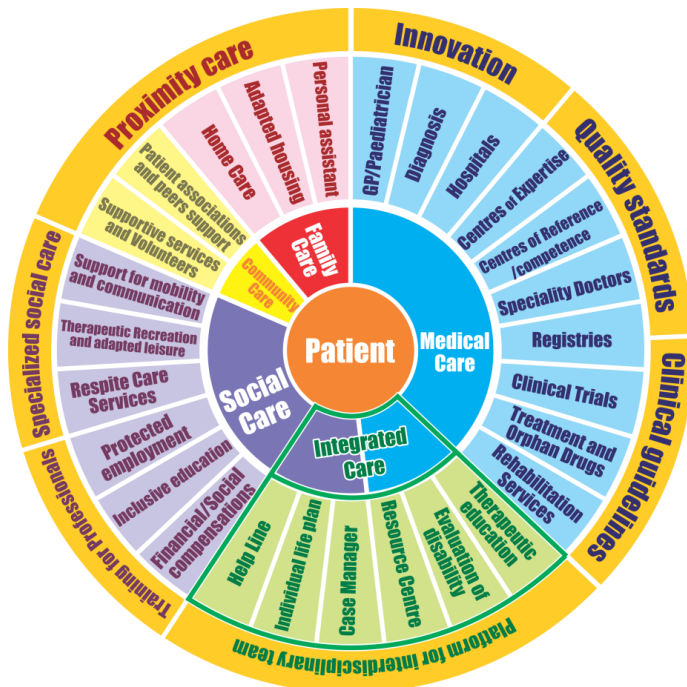 Proximity care
Innovation
Quality standards
Clinical guidelines
Platform for interdisciplinary team
Training for Professionals
Specialized social care
Personal assistant
Adapted housing
Home Care
Patient associations
and peers support
Supportive services
and Volunteers
Support for mobility
and communication
Therapeutic Recreation
and adapted leisure
Respite Care
Services
Protected
employment
Inclusive education
Financial/Social
compensations
Help Line
Individual life plan
Case Manager
Resource Centre
Evaluation of
disability
Therapeutic
education
Rehabilitation
Services
Treatment and
Orphan Drugs
Clinical Trials
Registries
Speciality Doctors
Centres of Reference
/competence
Centres of Expertise
Hospitals
Diagnosis
GP/Paediatrician
Family
Care
Community
Care
Social
Care
Integrated
Care
Medical
Care
Patient